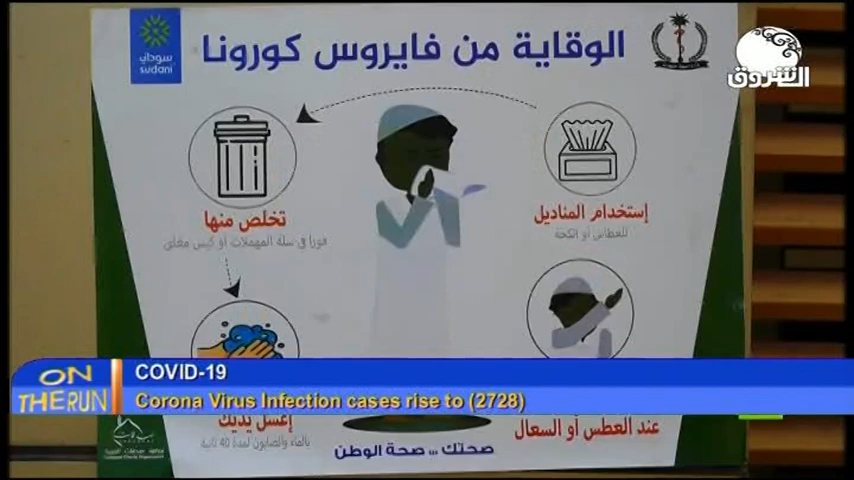 الوقاية من فايروس كورونا
سوداني
sudani
الشروق
إستخدام المناديل
للعطاس أو الكحة
تخلص منها
فورا في سلة المهملات أو كيس مغلق
ON
THE RUN
COVID-19
Corona Virus Infection cases rise to (2728)
عند العطس أو السعال
إغسل يديك
بالماء والصابون لمدة 40 ثانية
صحتك ... صحة الوطن